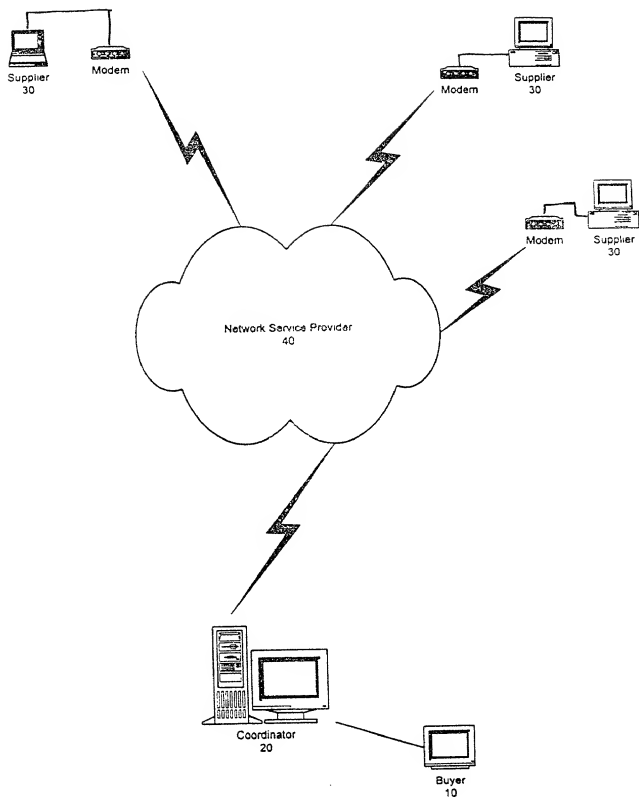 Supplier
30
Modem
Modem
Supplier
30
Modem
Supplier
30
Network Service Provider
40
Coordinator
20
Buyer
10